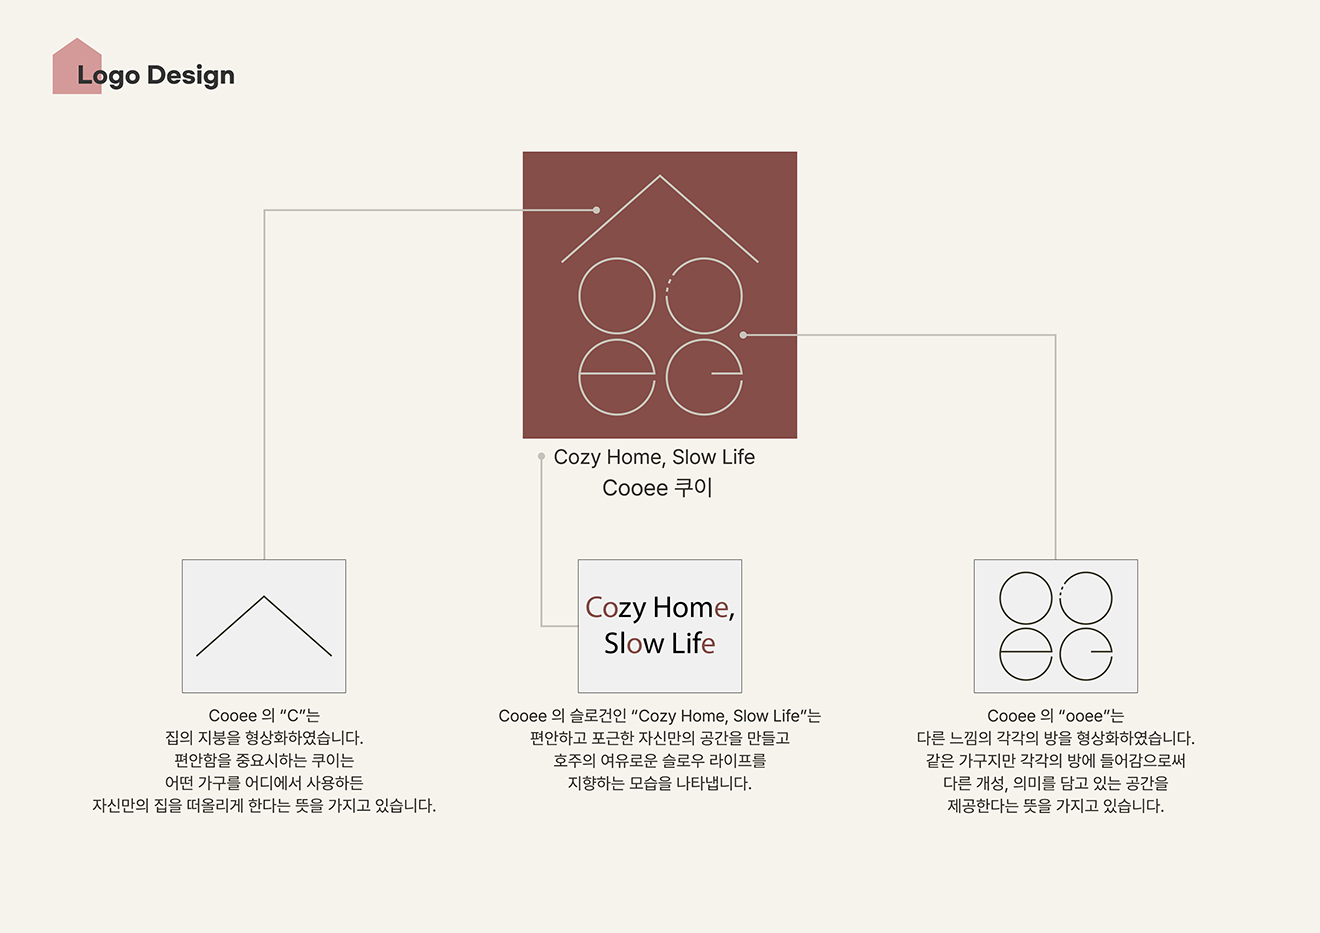 Logo Design
Cozy Home, Slow Life
Cooee 쿠이
Cozy Home,
Slow Life
Cooee 의 “C”는
집의 지붕을 형상화하였습니다.
편안함을 중요시하는 쿠이는
어떤 가구를 어디에서 사용하든
자신만의 집을 떠올리게 한다는 뜻을 가지고 있습니다.
Cooee 의 슬로건인 “Cozy Home, Slow Life”는
편안하고 포근한 자신만의 공간을 만들고
호주의 여유로운 슬로우 라이프를
지향하는 모습을 나타냅니다.
Cooee 의 “ooee”는
다른 느낌의 각각의 방을 형상화하였습니다.
같은 가구지만 각각의 방에 들어감으로써
다른 개성, 의미를 담고 있는 공간을
제공한다는 뜻을 가지고 있습니다.